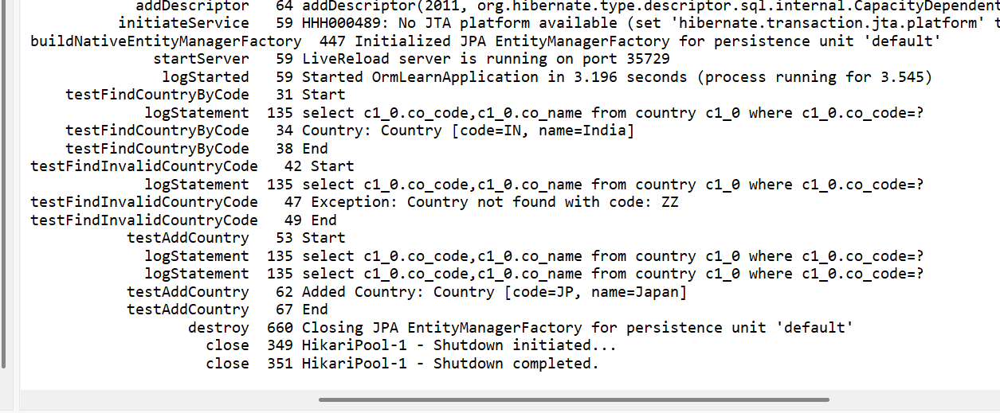 addDescriptor 64 addDescriptor(2011, org.hibernate.type.descriptor.sql.internal.CapacityDependent
initiateService 59 HHH000489: No JTA platform available (set 'hibernate.transaction.jta.platform' t
buildNativeEntityManagerFactory 447 Initialized JPA EntityManagerFactory for persistence unit 'default'
startServer 59 LiveReload server is running on port 35729
logStarted 59 Started OrmLearnApplication in 3.196 seconds (process running for 3.545)
testFindCountryByCode 31 Start
logStatement 135 select c1_0.co_code,c1_0.co_name from country c1_0 where c1_0.co_code=?
testFindCountryByCode 34 Country: Country [code=IN, name=India]
testFindCountryByCode 38 End
testFindInvalidCountryCode 42 Start
logStatement 135 select c1_0.co_code,c1_0.co_name from country c1_0 where c1_0.co_code=?
testFindInvalidCountryCode 47 Exception: Country not found with code: ZZ
testFindInvalidCountryCode 49 End
testAddCountry 53 Start
logStatement 135 select c1_0.co_code,c1_0.co_name from country c1_0 where c1_0.co_code=?
logStatement 135 select c1_0.co_code,c1_0.co_name from country c1_0 where c1_0.co_code=?
testAddCountry 62 Added Country: Country [code=JP, name=Japan]
testAddCountry 67 End
destroy 660 Closing JPA EntityManagerFactory for persistence unit 'default'
close 349 HikariPool-1 - Shutdown initiated...
close 351 HikariPool-1 - Shutdown completed.